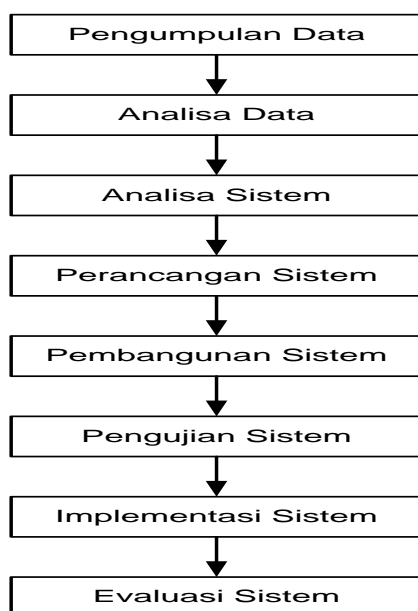 Pengumpulan Data
Analisa Data
Analisa Sistem
Perancangan Sistem
Pembangunan Sistem
Pengujian Sistem
Implementasi Sistem
Evaluasi Sistem